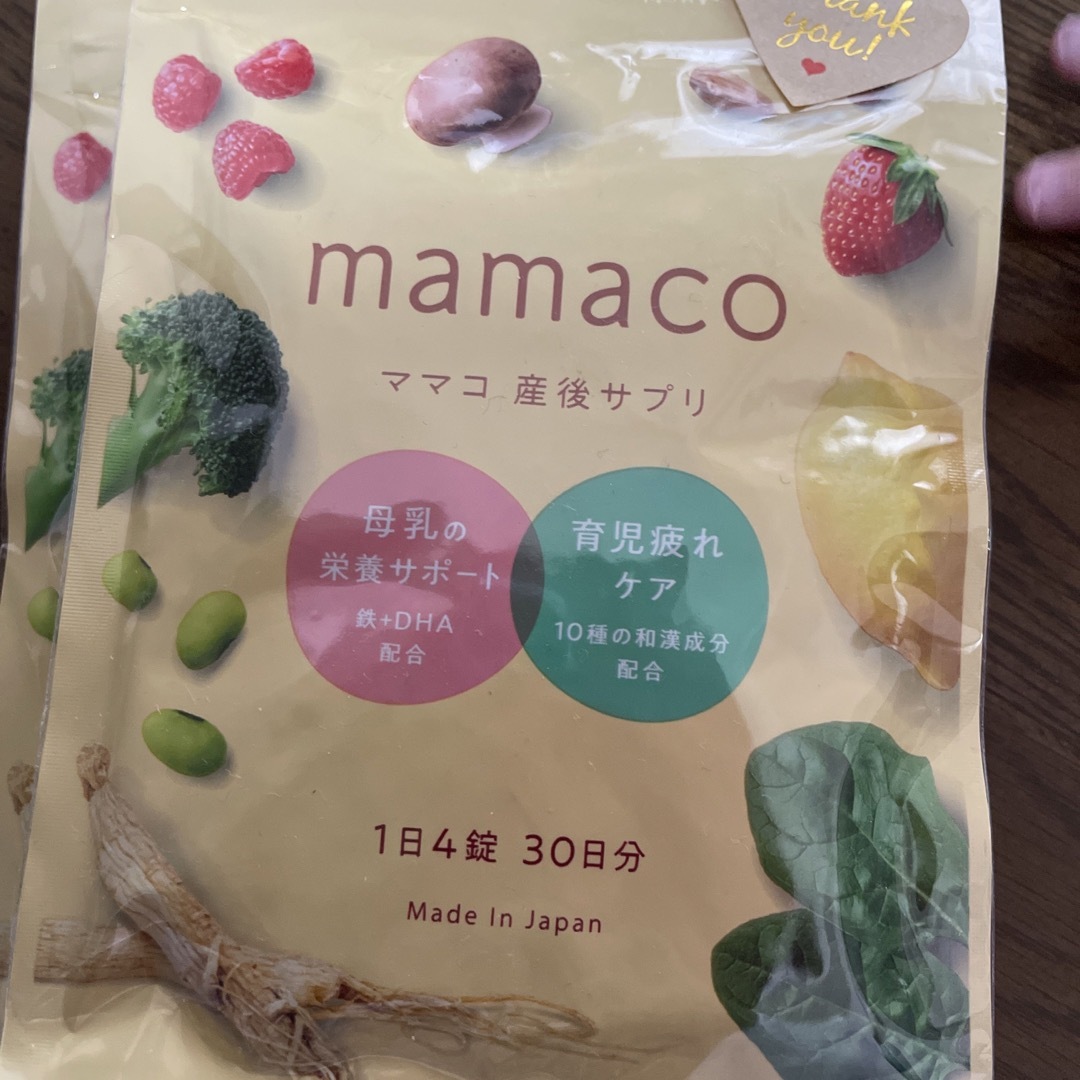 you!
mamaco
ママコ 産後サプリ
母乳の
栄養サポート
鉄+DHA
配合
育児疲れ
ケア
10種の和漢成分
配合
1日4錠 30日分
Made In Japan